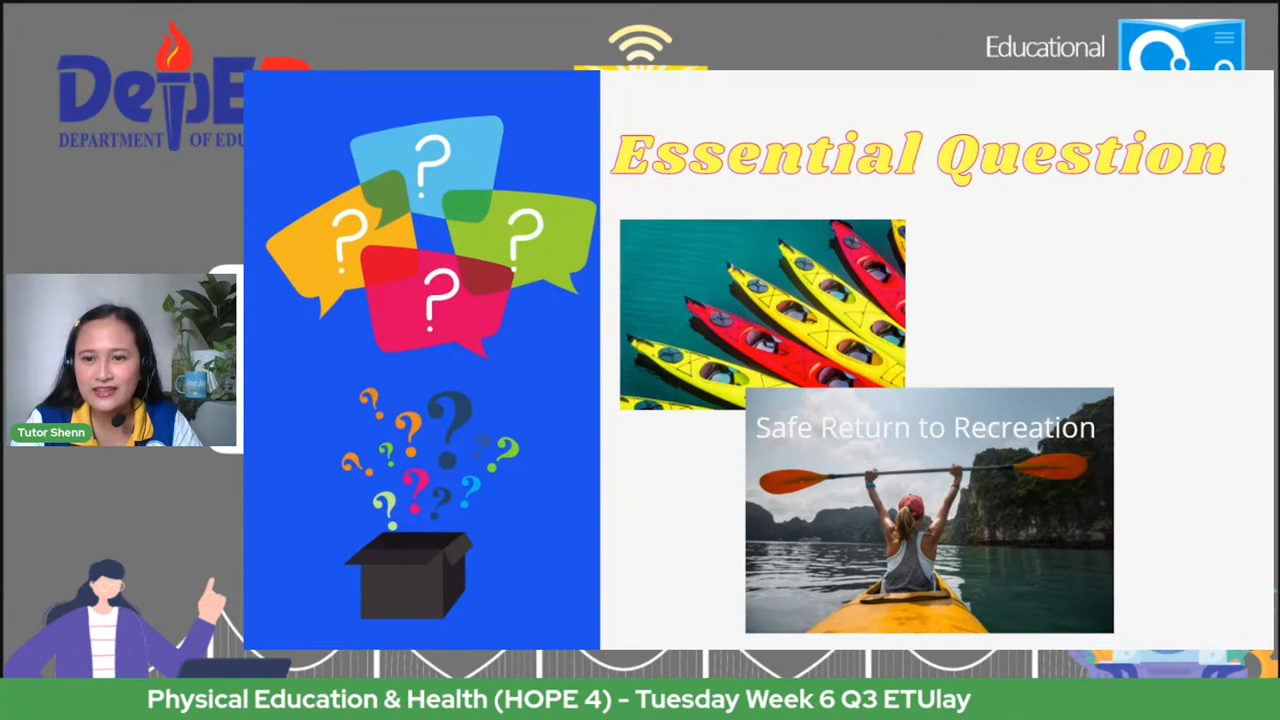 DepE
DEPARTMENT OF EDU
Educational
Essential Question
?
?
?
?
Safe Return to Recreation
Tutor Shenn
Physical Education & Health (HOPE 4) - Tuesday Week 6 Q3 ETUlay